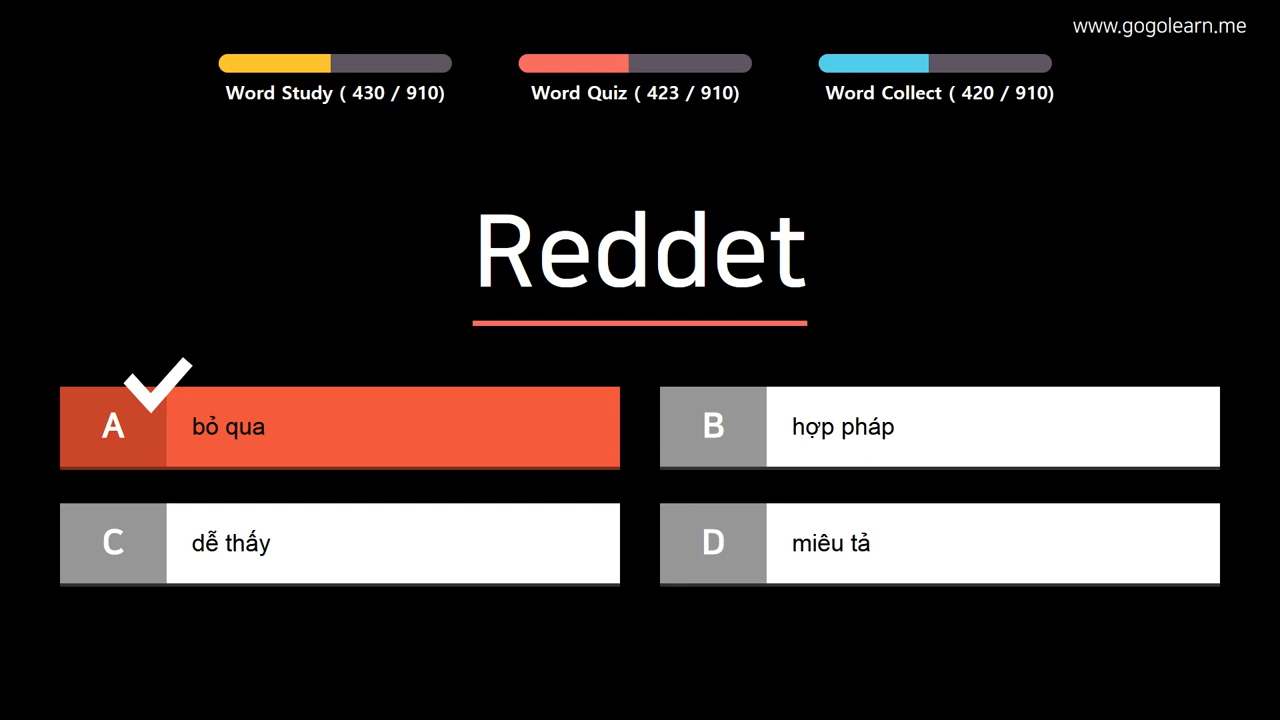 www.gogolearn.me
Word Study ( 430 / 910)
Word Quiz ( 423 / 910)
Word Collect ( 420 / 910)
Reddet
A
bỏ qua
B
hợp pháp
C
dễ thấy
D
miêu tả